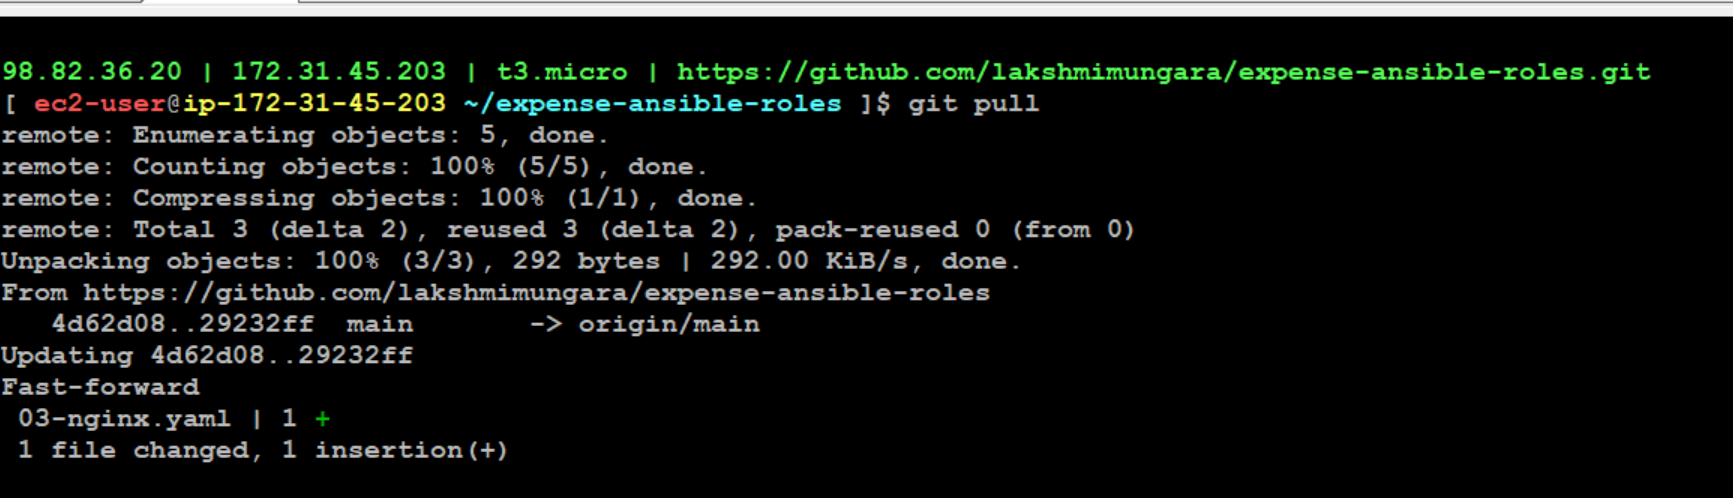 98.82.36.20 | 172.31.45.203 | t3.micro | https://github.com/lakshmimungara/expense-ansible-roles.git
[ ec2-user@ip-172-31-45-203 ~/expense-ansible-roles ]$ git pull
remote: Enumerating objects: 5, done.
remote: Counting objects: 100% (5/5), done.
remote: Compressing objects: 100% (1/1), done.
remote: Total 3 (delta 2), reused 3 (delta 2), pack-reused 0 (from 0)
Unpacking objects: 100% (3/3), 292 bytes | 292.00 KiB/s, done.
From https://github.com/lakshmimungara/expense-ansible-roles
   4d62d08..29232ff  main       -> origin/main
Updating 4d62d08..29232ff
Fast-forward
 03-nginx.yaml | 1 +
 1 file changed, 1 insertion(+)